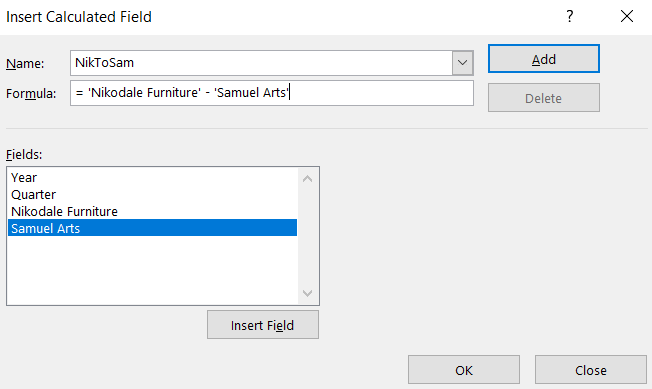 Insert Calculated Field ?
Name: NikToSam Add
Formula: = 'Nikodale Furniture' - 'Samuel Arts' Delete
Fields:
Year
Quarter
Nikodale Furniture
Samuel Arts
Insert Field
OK Close